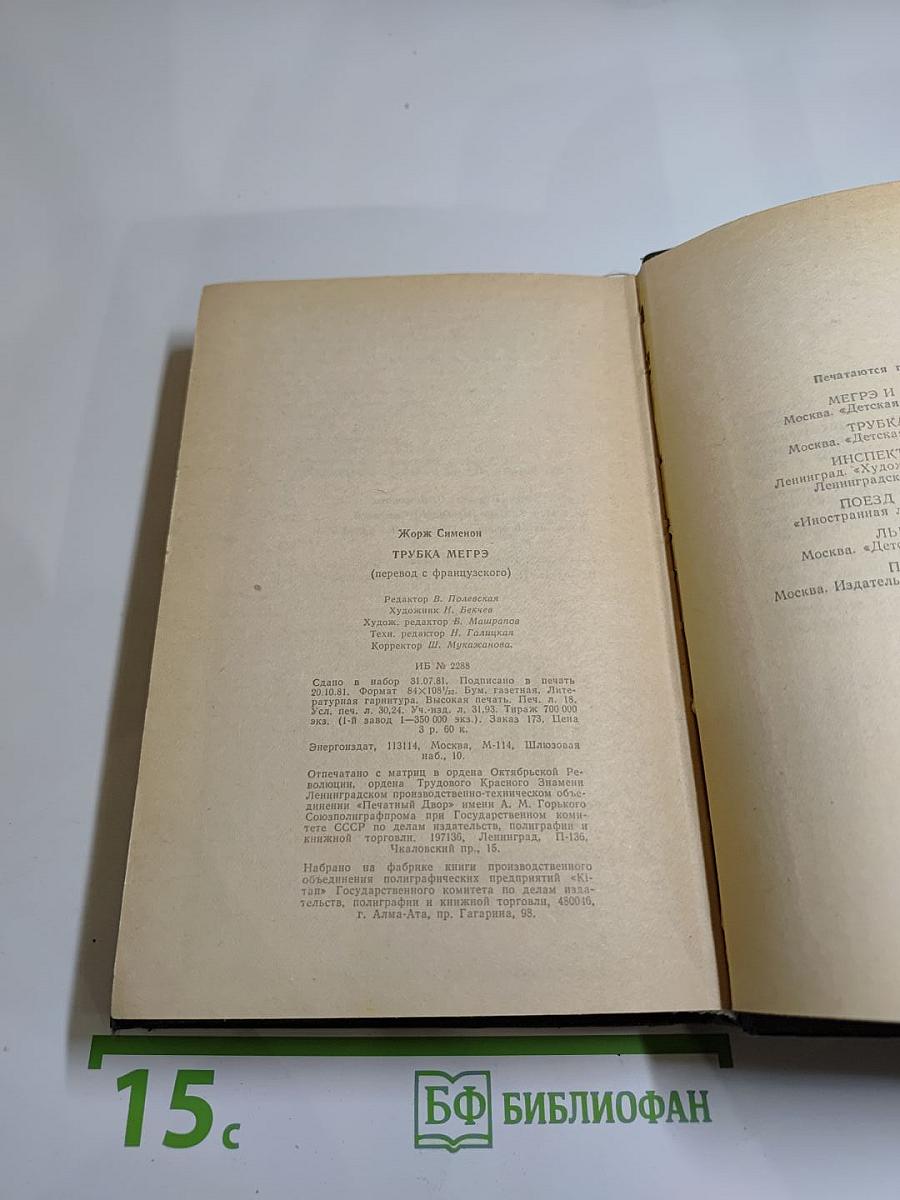 Жорж Сименон
ТРУБКА МЕГРЭ
(перевод с французского)
Редактор В. Полевская
Художник Н. Бекчев
Худож. редактор Б. Машрапов
Техн. редактор Н. Галицкая
Корректор Ш. Мукажанова.
ИБ № 2288
Сдано в набор 31.07.81. Подписано в печать
20.10.81. Формат 84×108¹/₃₂. Бум. газетная. Лите-
ратурная гарнитура. Высокая печать. Печ. л. 18.
Усл. печ. л. 30,24. Уч.-изд. л. 31,93. Тираж 700 000
экз. (1-й завод 1—350 000 экз.). Заказ 173. Цена
3 р. 60 к.
Энергоиздат, 113114, Москва, М-114, Шлюзовая
наб., 10.
Отпечатано с матриц в ордена Октябрьской Ре-
волюции, ордена Трудового Красного Знамени
Ленинградском производственно-техническом объе-
динении «Печатный Двор» имени А. М. Горького
Союзполиграфпрома при Государственном коми-
тете СССР по делам издательств, полиграфии и
книжной торговли. 197136, Ленинград, П-136,
Чкаловский пр., 15.
Набрано на фабрике книги производственного
объединения полиграфических предприятий «Кі-
тап» Государственного комитета по делам изда-
тельств, полиграфии и книжной торговли, 480046,
г. Алма-Ата, пр. Гагарина, 93.
Печатаются п
МЕГРЭ И
Москва. «Детская
ТРУБКА
Москва. «Детска
ИНСПЕКТ
Ленинград. «Худож
Ленинградск
ПОЕЗД
«Иностранная л
ЛЬ
Москва. «Детс
П
Москва. Издатель
15 с
БФ БИБЛИОФАН